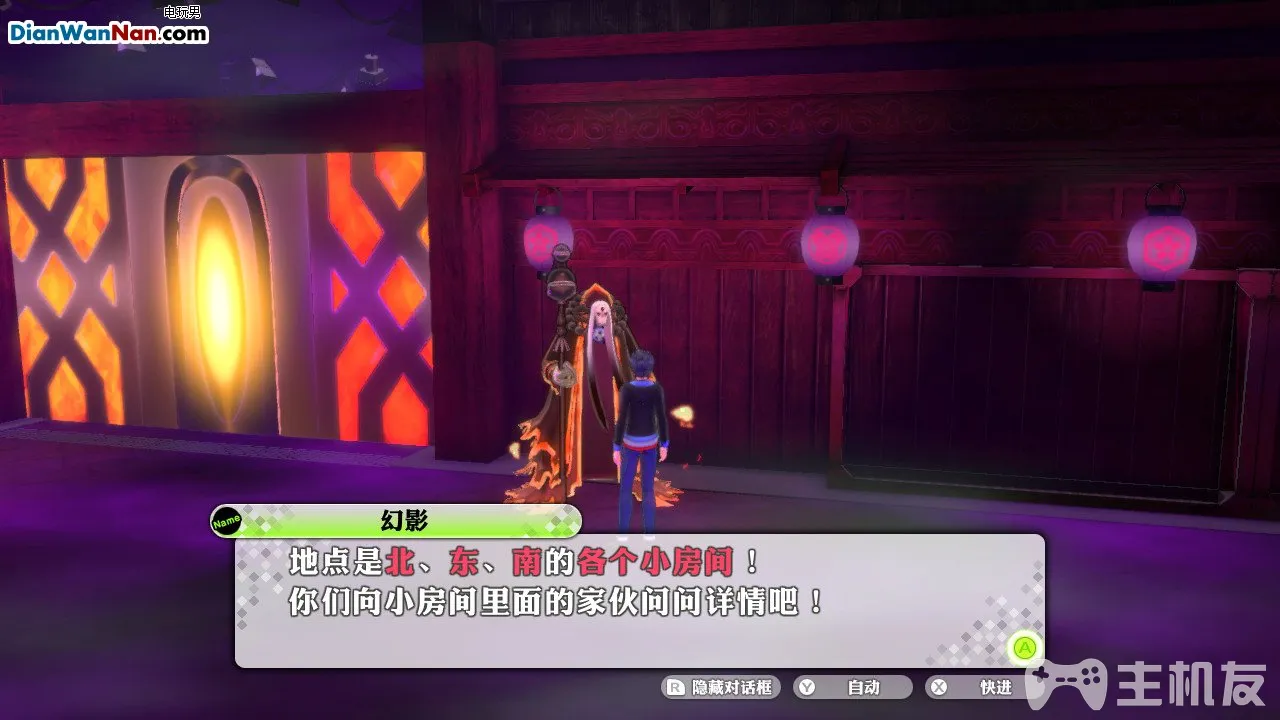 电玩男
DianWanNan.com
Name
幻影
地点是北、东、南的各个小房间！
你们向小房间里面的家伙问问详情吧！
A
R 隐藏对话框 Y 自动 X 快进
主机友